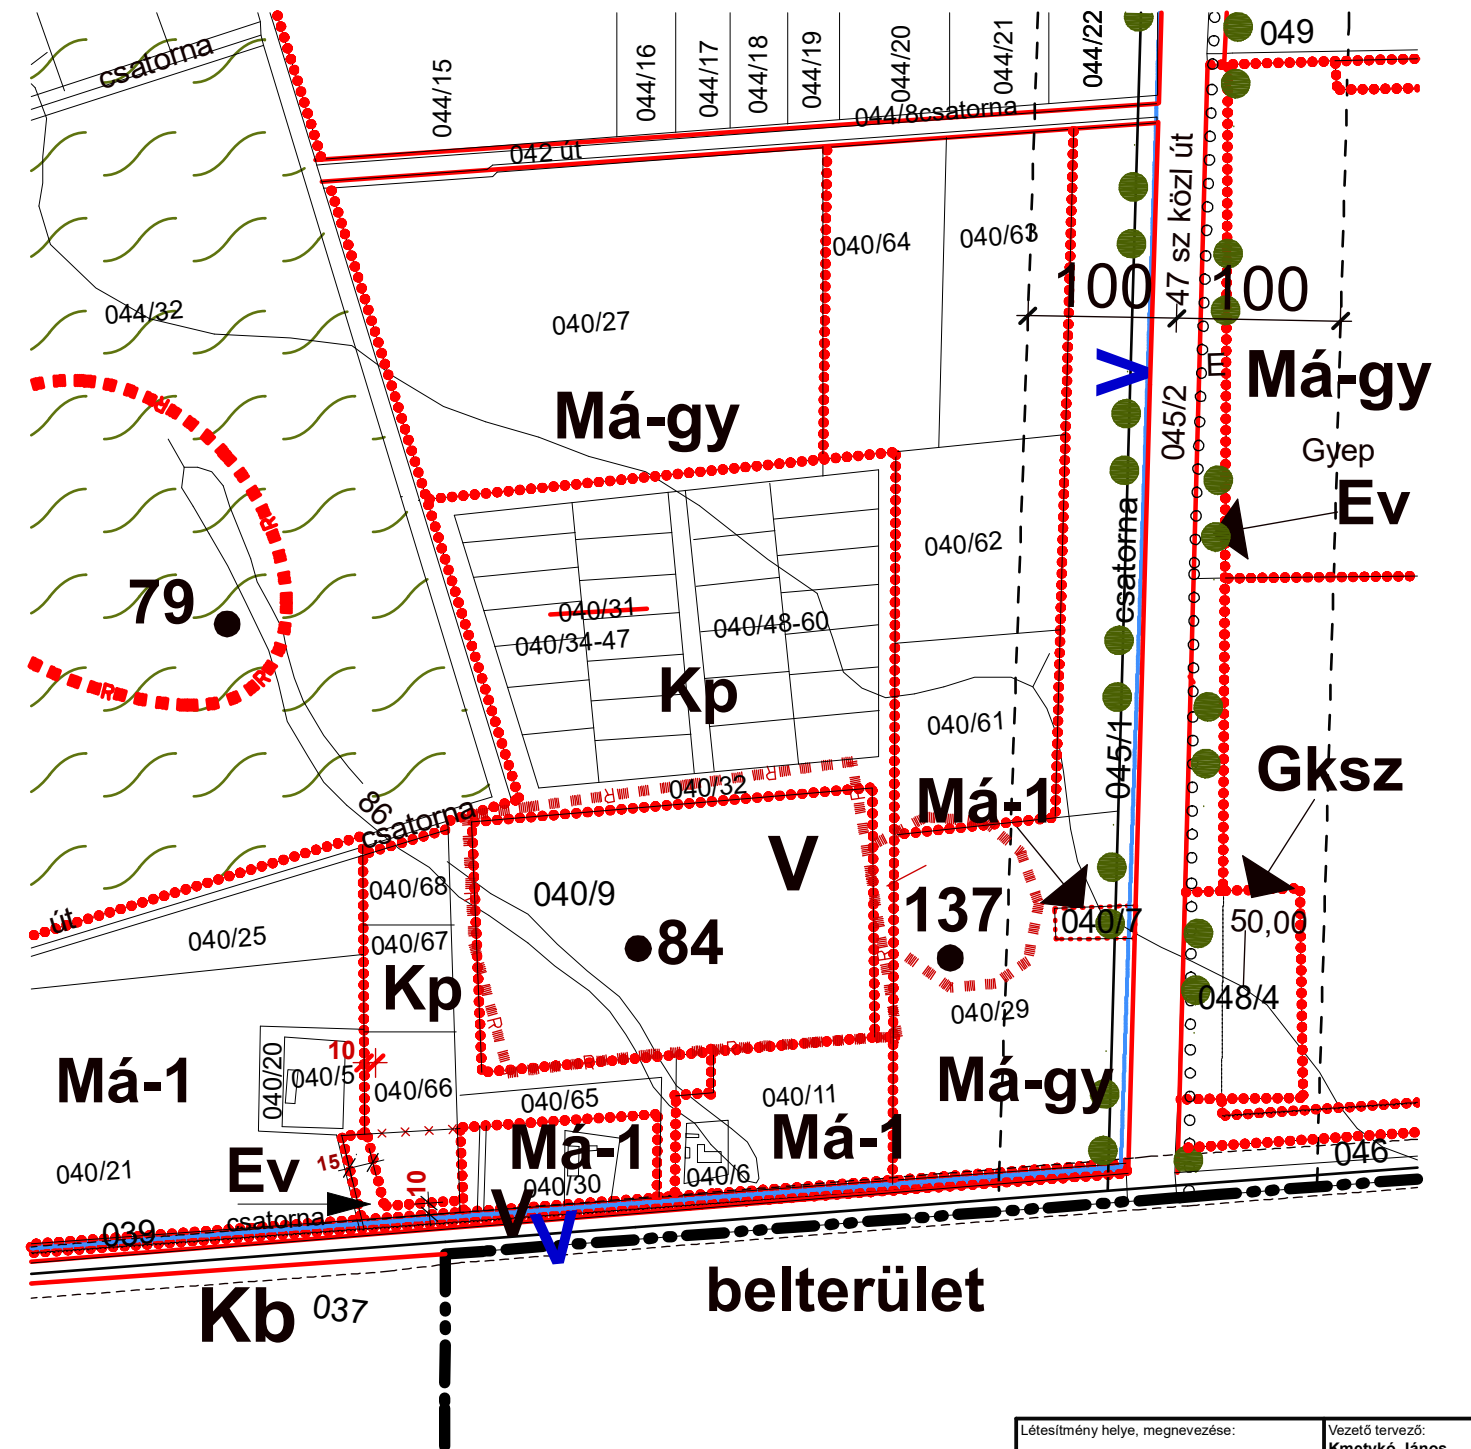 csatorna
044/15
044/16
044/17
044/18
044/19
044/20
044/21
044/22
049
044/8csatorna
042 út
47 sz közl út
040/64
040/63
100
100
044/32
040/27
E
Má-gy
Má-gy
V
045/2
Gyep
Ev
csatorna
040/62
R
R
79
040/31
040/34-47
040/48-60
Kp
R
R
040/61
045/1
Gksz
Má-1
040/32
R
R
R
86
csatorna
V
040/68
040/9
137
út
040/25
040/67
84
040/7
50,00
Kp
R
048/4
040/29
R
10
040/20
040/5
040/66
040/65
040/11
Má-1
Má-gy
Má-1
Má-1
15
040/21
Ev
10
040/30
040/6
046
csatorna
039
V
V
Kb
037
belterület
Létesítmény helye, megnevezése:
Vezető tervező:
Kmetykó János